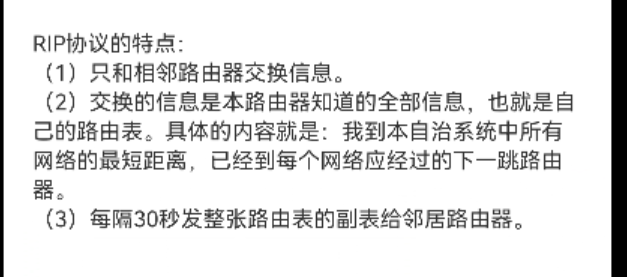 RIP协议的特点:
（1）只和相邻路由器交换信息。
（2）交换的信息是本路由器知道的全部信息，也就是自
己的路由表。具体的内容就是：我到本自治系统中所有
网络的最短距离，已经到每个网络应经过的下一跳路由
器。
（3）每隔30秒发整张路由表的副表给邻居路由器。